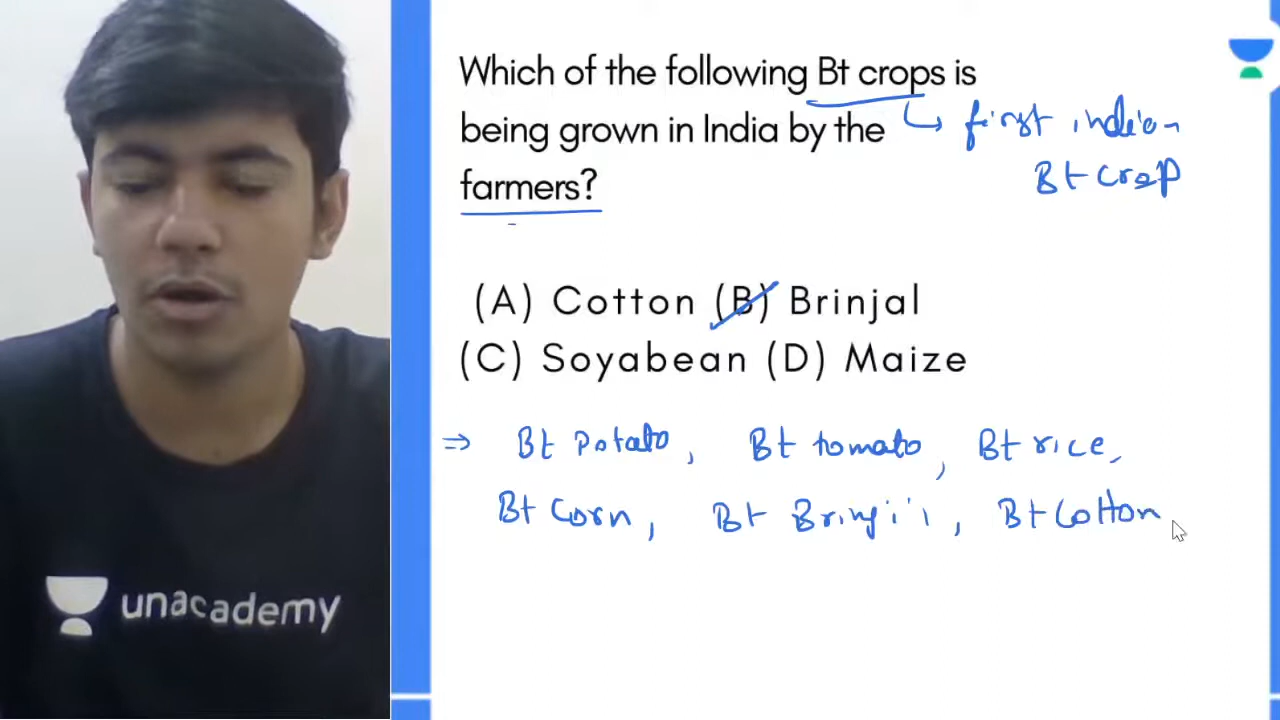 Which of the following Bt crops is
being grown in India by the
farmers?
first indian
Bt crop
(A) Cotton (B) Brinjal
(C) Soyabean (D) Maize
⇒ Bt potato, Bt tomato, Bt rice,
Bt Corn, Bt Bringi'i, Bt Cotton
unacademy